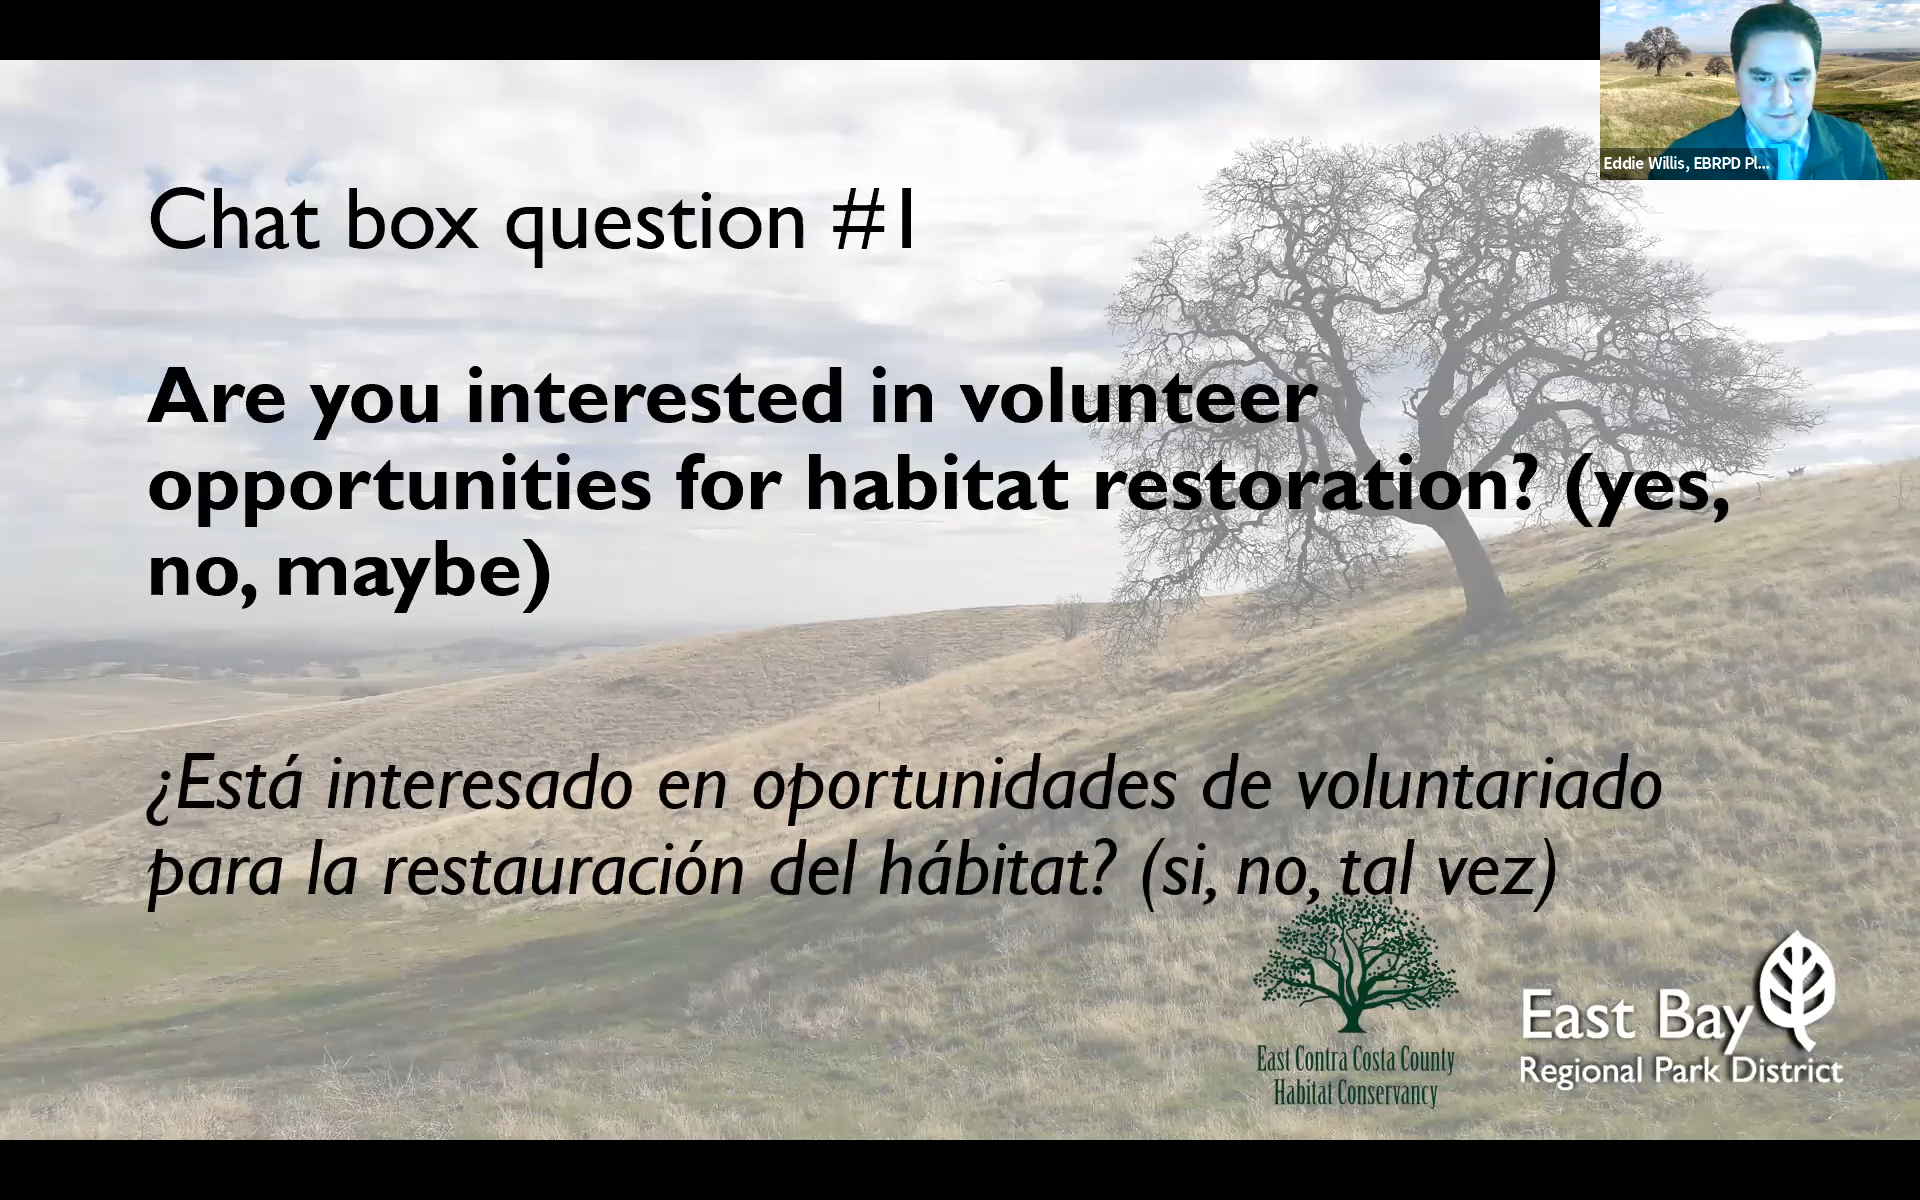 Eddie Willis, EBRPD Pl...
Chat box question #1
Are you interested in volunteer
opportunities for habitat restoration? (yes,
no, maybe)
¿Está interesado en oportunidades de voluntariado
para la restauración del hábitat? (si, no, tal vez)
East Contra Costa County
Habitat Conservancy
East Bay
Regional Park District